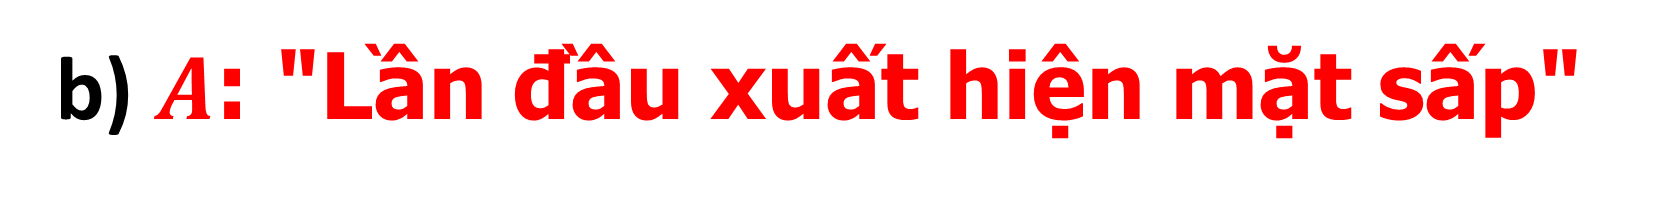 b) A: "Lần đầu xuất hiện mặt sấp"